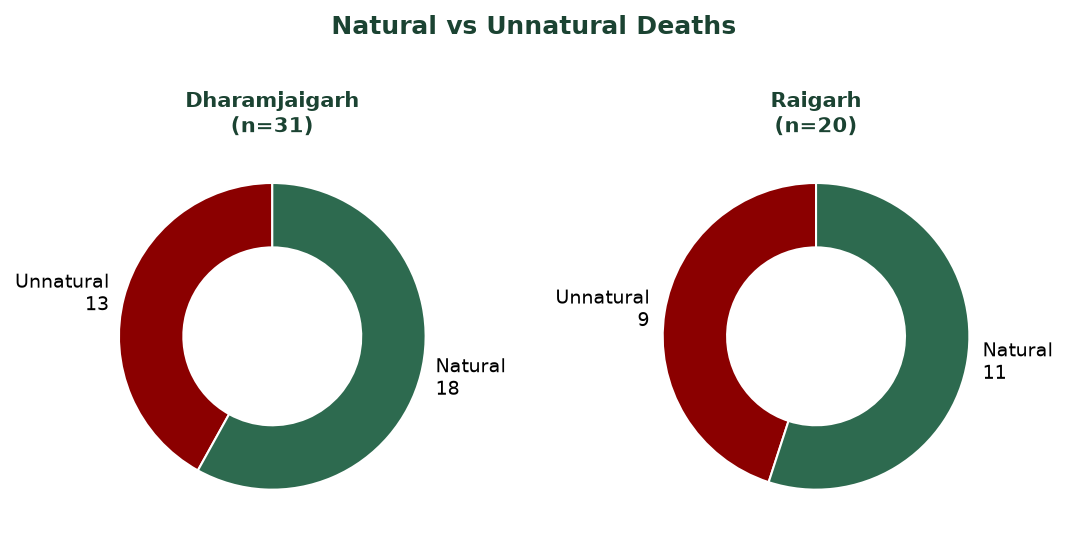 Natural vs Unnatural Deaths
Dharamjaigarh
(n=31)
Unnatural
13
Natural
18
Raigarh
(n=20)
Unnatural
9
Natural
11